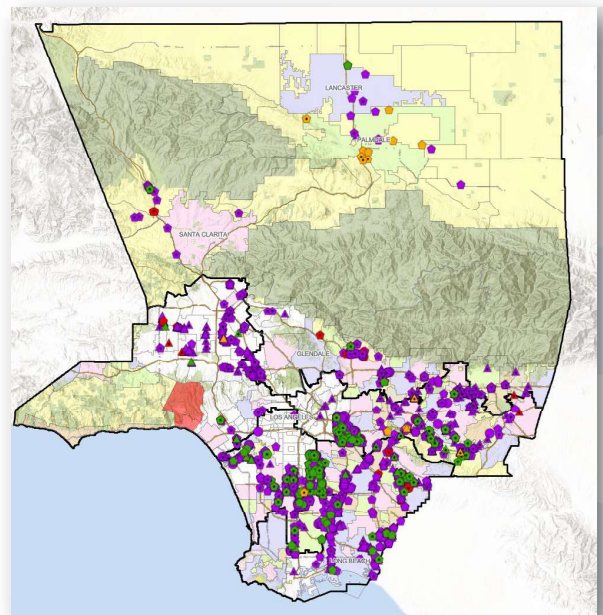 LANCASTER
PALMDALE
SANTA CLARITA
GLENDALE
LOS ANGELES
LONG BEACH